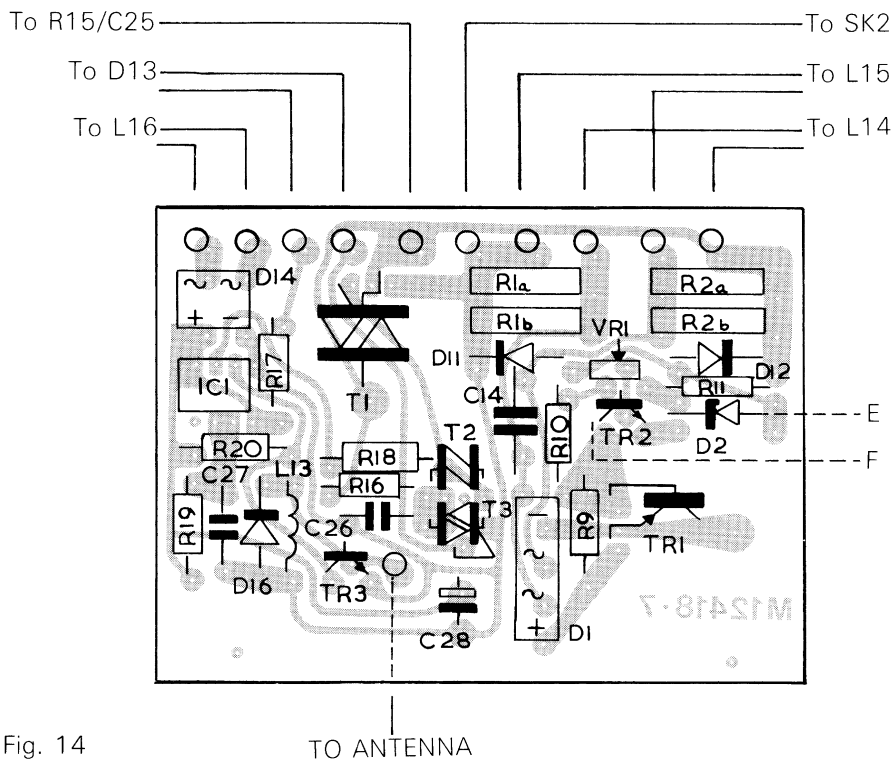 To R15/C25
To SK2
To D13
To L15
To L16
To L14
D14
R1a
R2a
R1b
VR1
R2b
R17
D11
D12
IC1
R11
T1
C14
R10
TR2
D2
E
R20
T2
F
C27
L13
R18
R16
T3
R19
C26
R9
TR1
D16
TR3
M12418-7
C28
D1
Fig. 14
TO ANTENNA